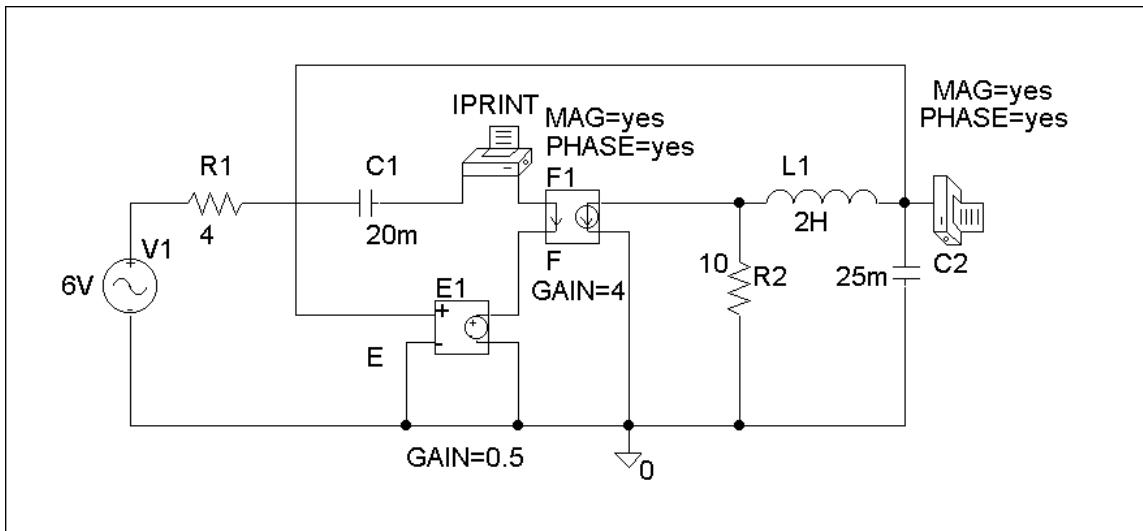 IPRINT
MAG=yes
PHASE=yes
MAG=yes
PHASE=yes
R1
4
C1
20m
F1
F
GAIN=4
L1
2H
V1
6V
+
-
E1
+
-
+
E
GAIN=0.5
10
R2
25m
C2
0